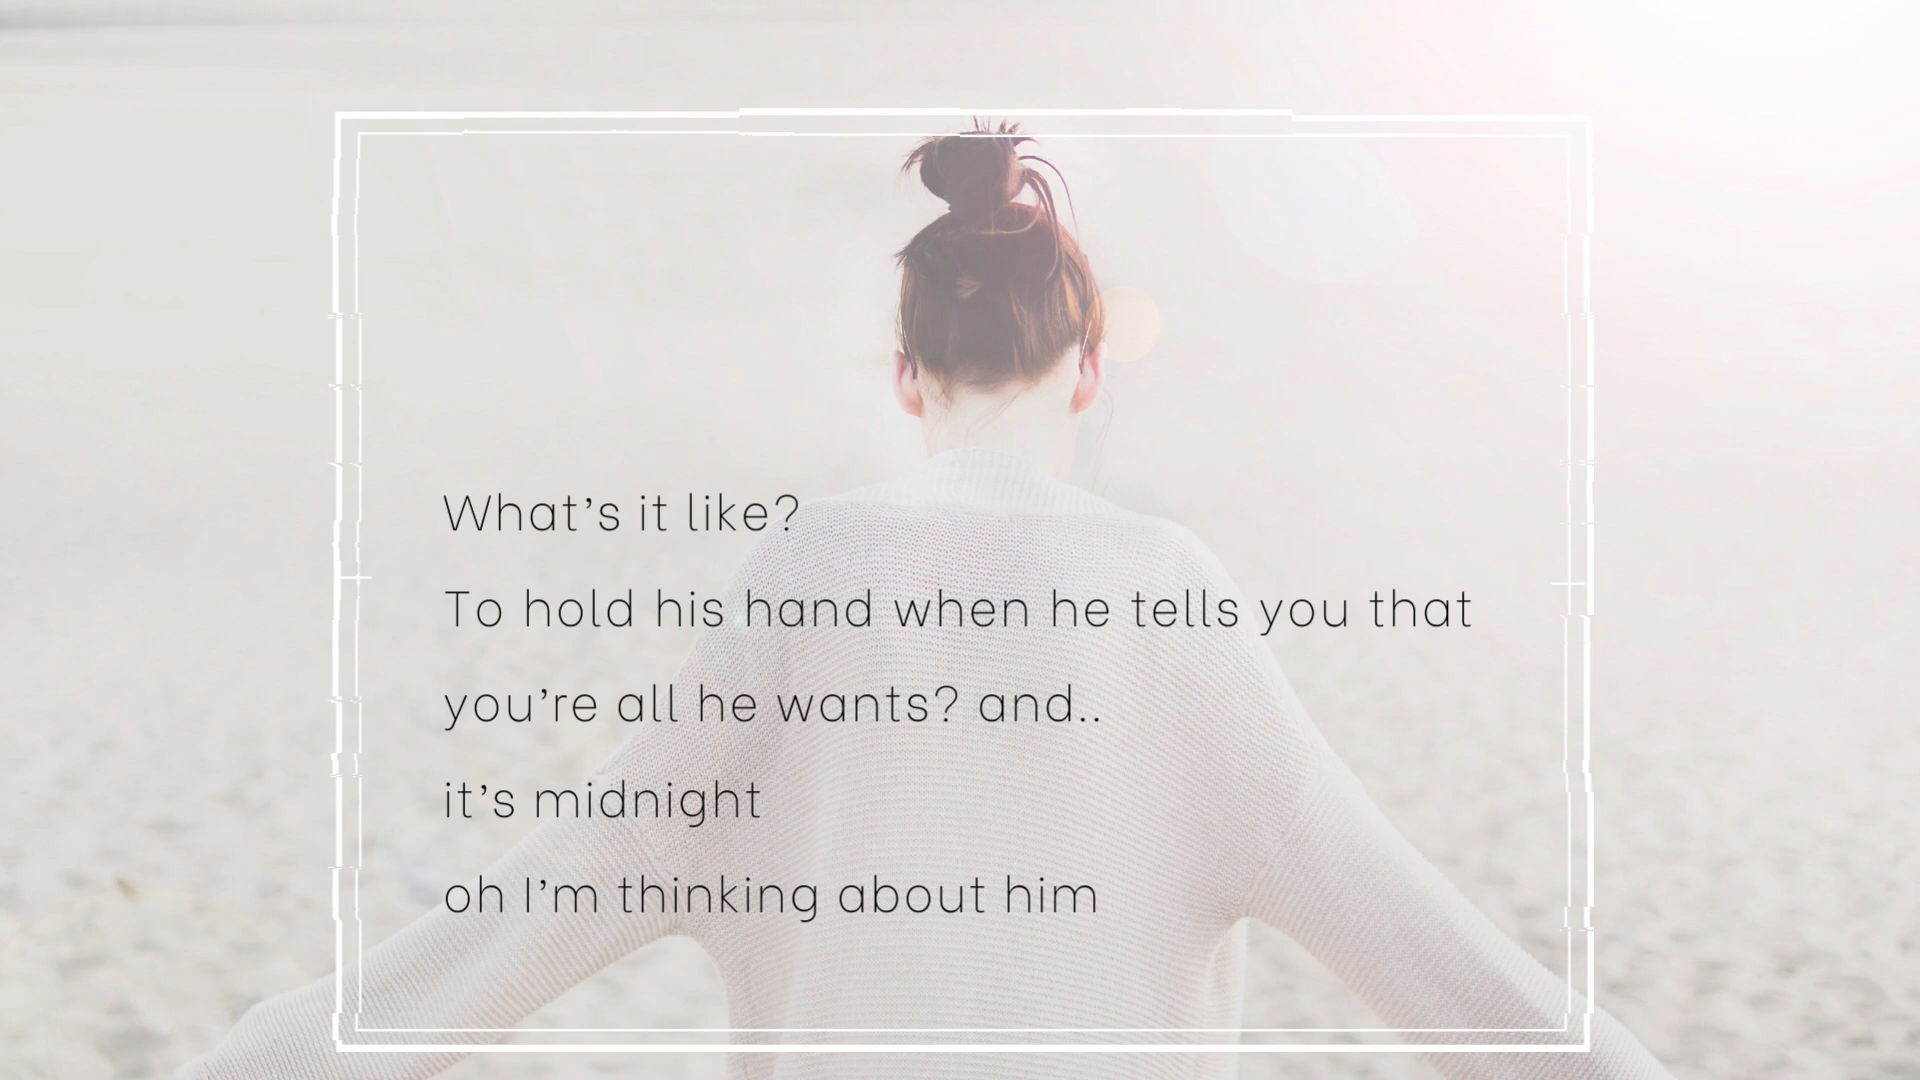 What’s it like?
To hold his hand when he tells you that
you’re all he wants? and..
it’s midnight
oh I’m thinking about him